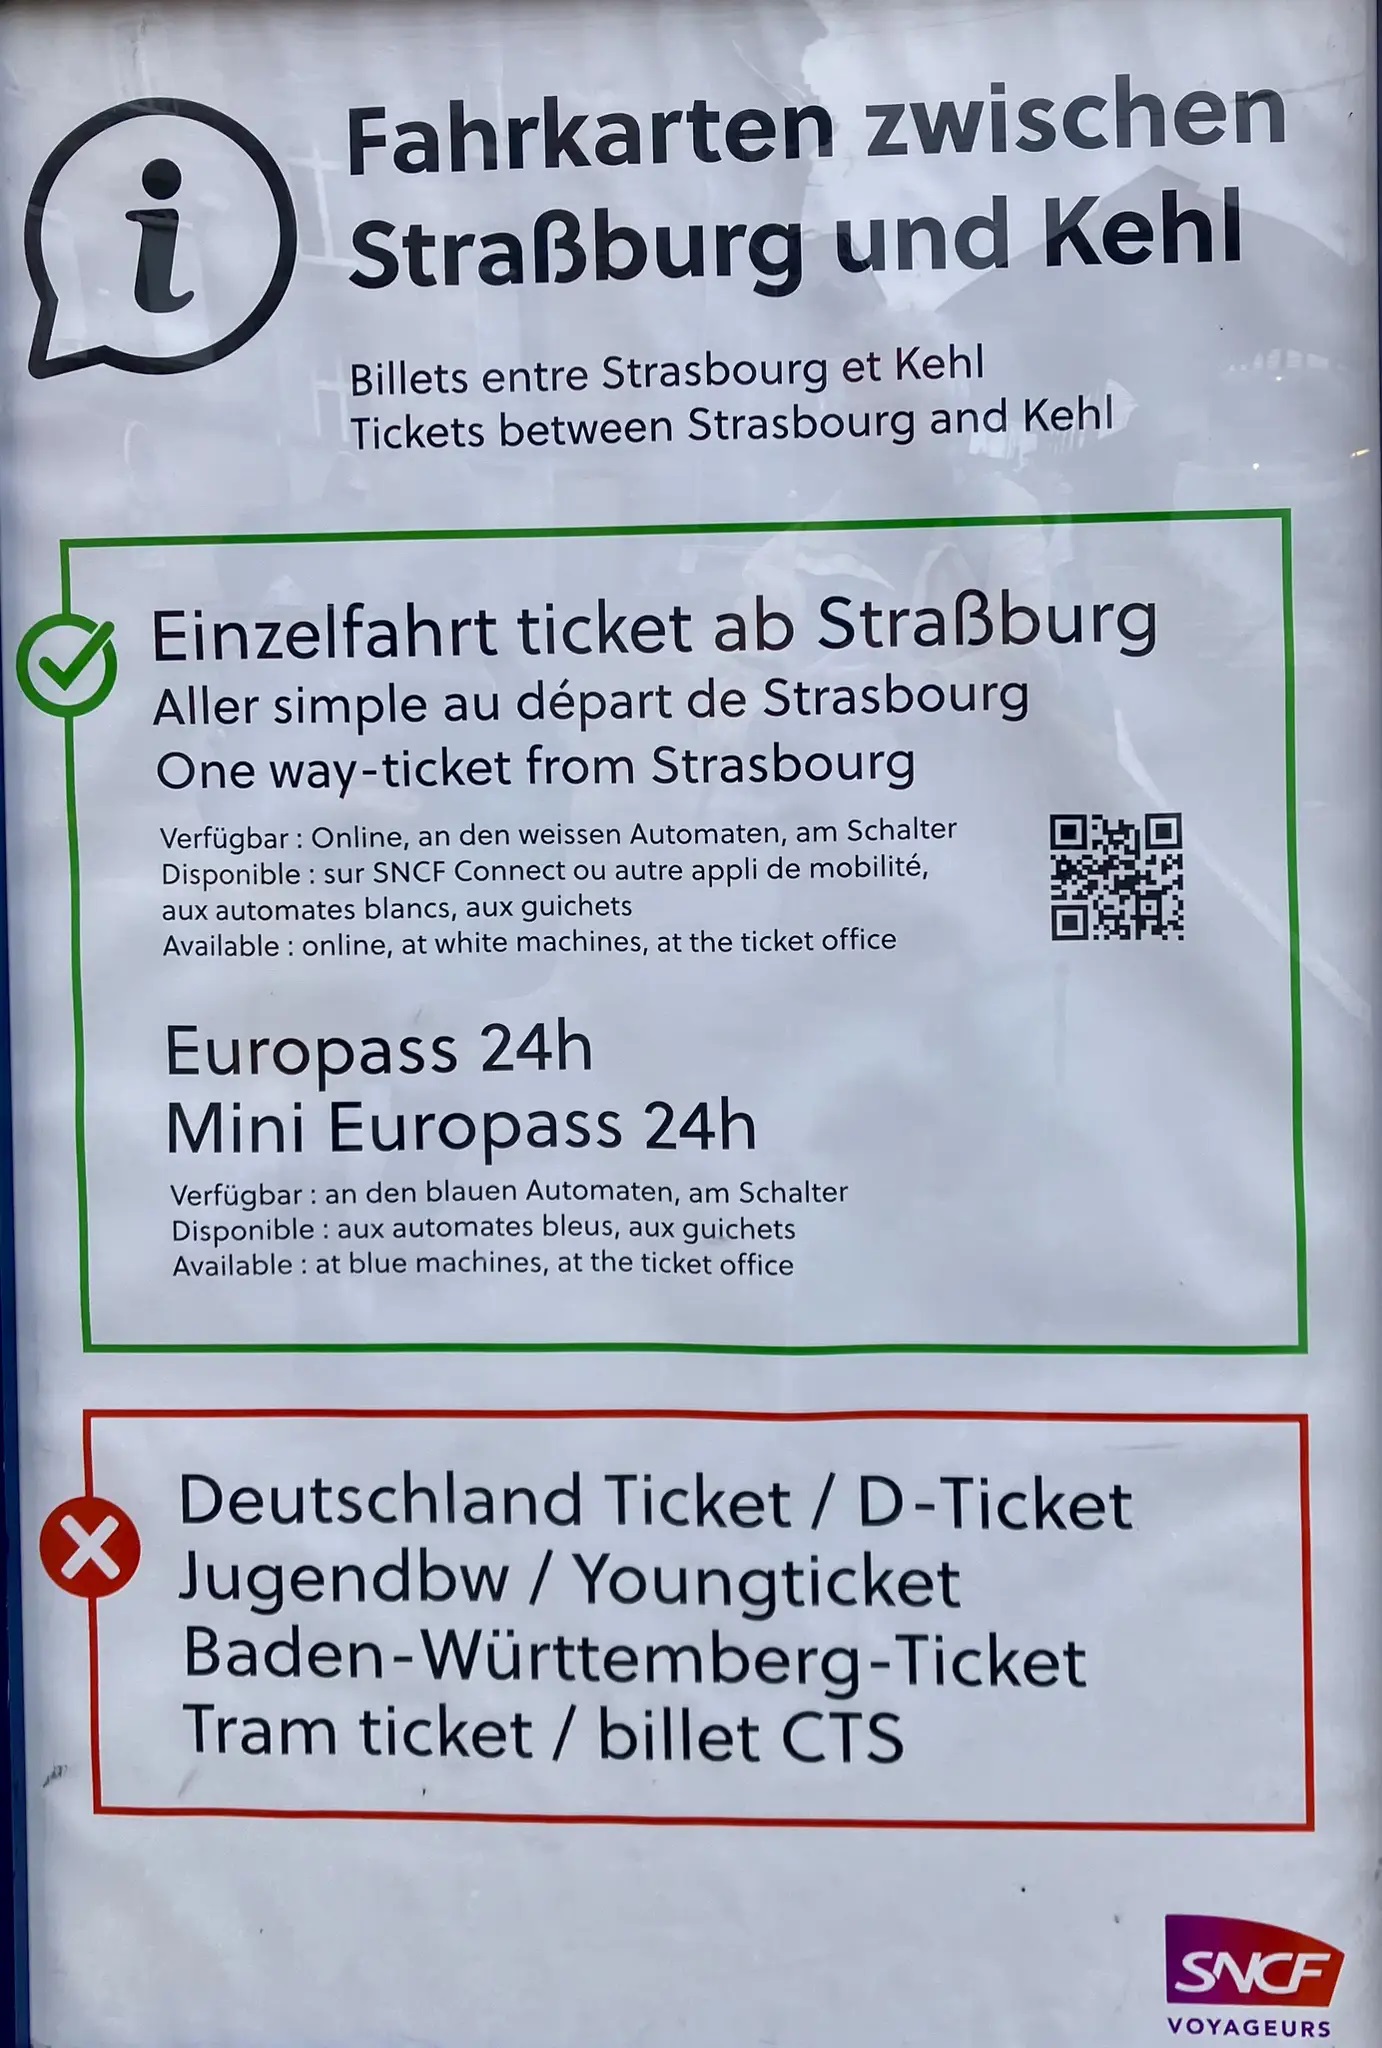 i
Fahrkarten zwischen
Straßburg und Kehl
Billets entre Strasbourg et Kehl
Tickets between Strasbourg and Kehl
Einzelfahrt ticket ab Straßburg
Aller simple au départ de Strasbourg
One way-ticket from Strasbourg
Verfügbar : Online, an den weissen Automaten, am Schalter
Disponible : sur SNCF Connect ou autre appli de mobilité,
aux automates blancs, aux guichets
Available : online, at white machines, at the ticket office
Europass 24h
Mini Europass 24h
Verfügbar : an den blauen Automaten, am Schalter
Disponible : aux automates bleus, aux guichets
Available : at blue machines, at the ticket office
Deutschland Ticket / D-Ticket
Jugendbw / Youngticket
Baden-Württemberg-Ticket
Tram ticket / billet CTS
SNCF
VOYAGEURS